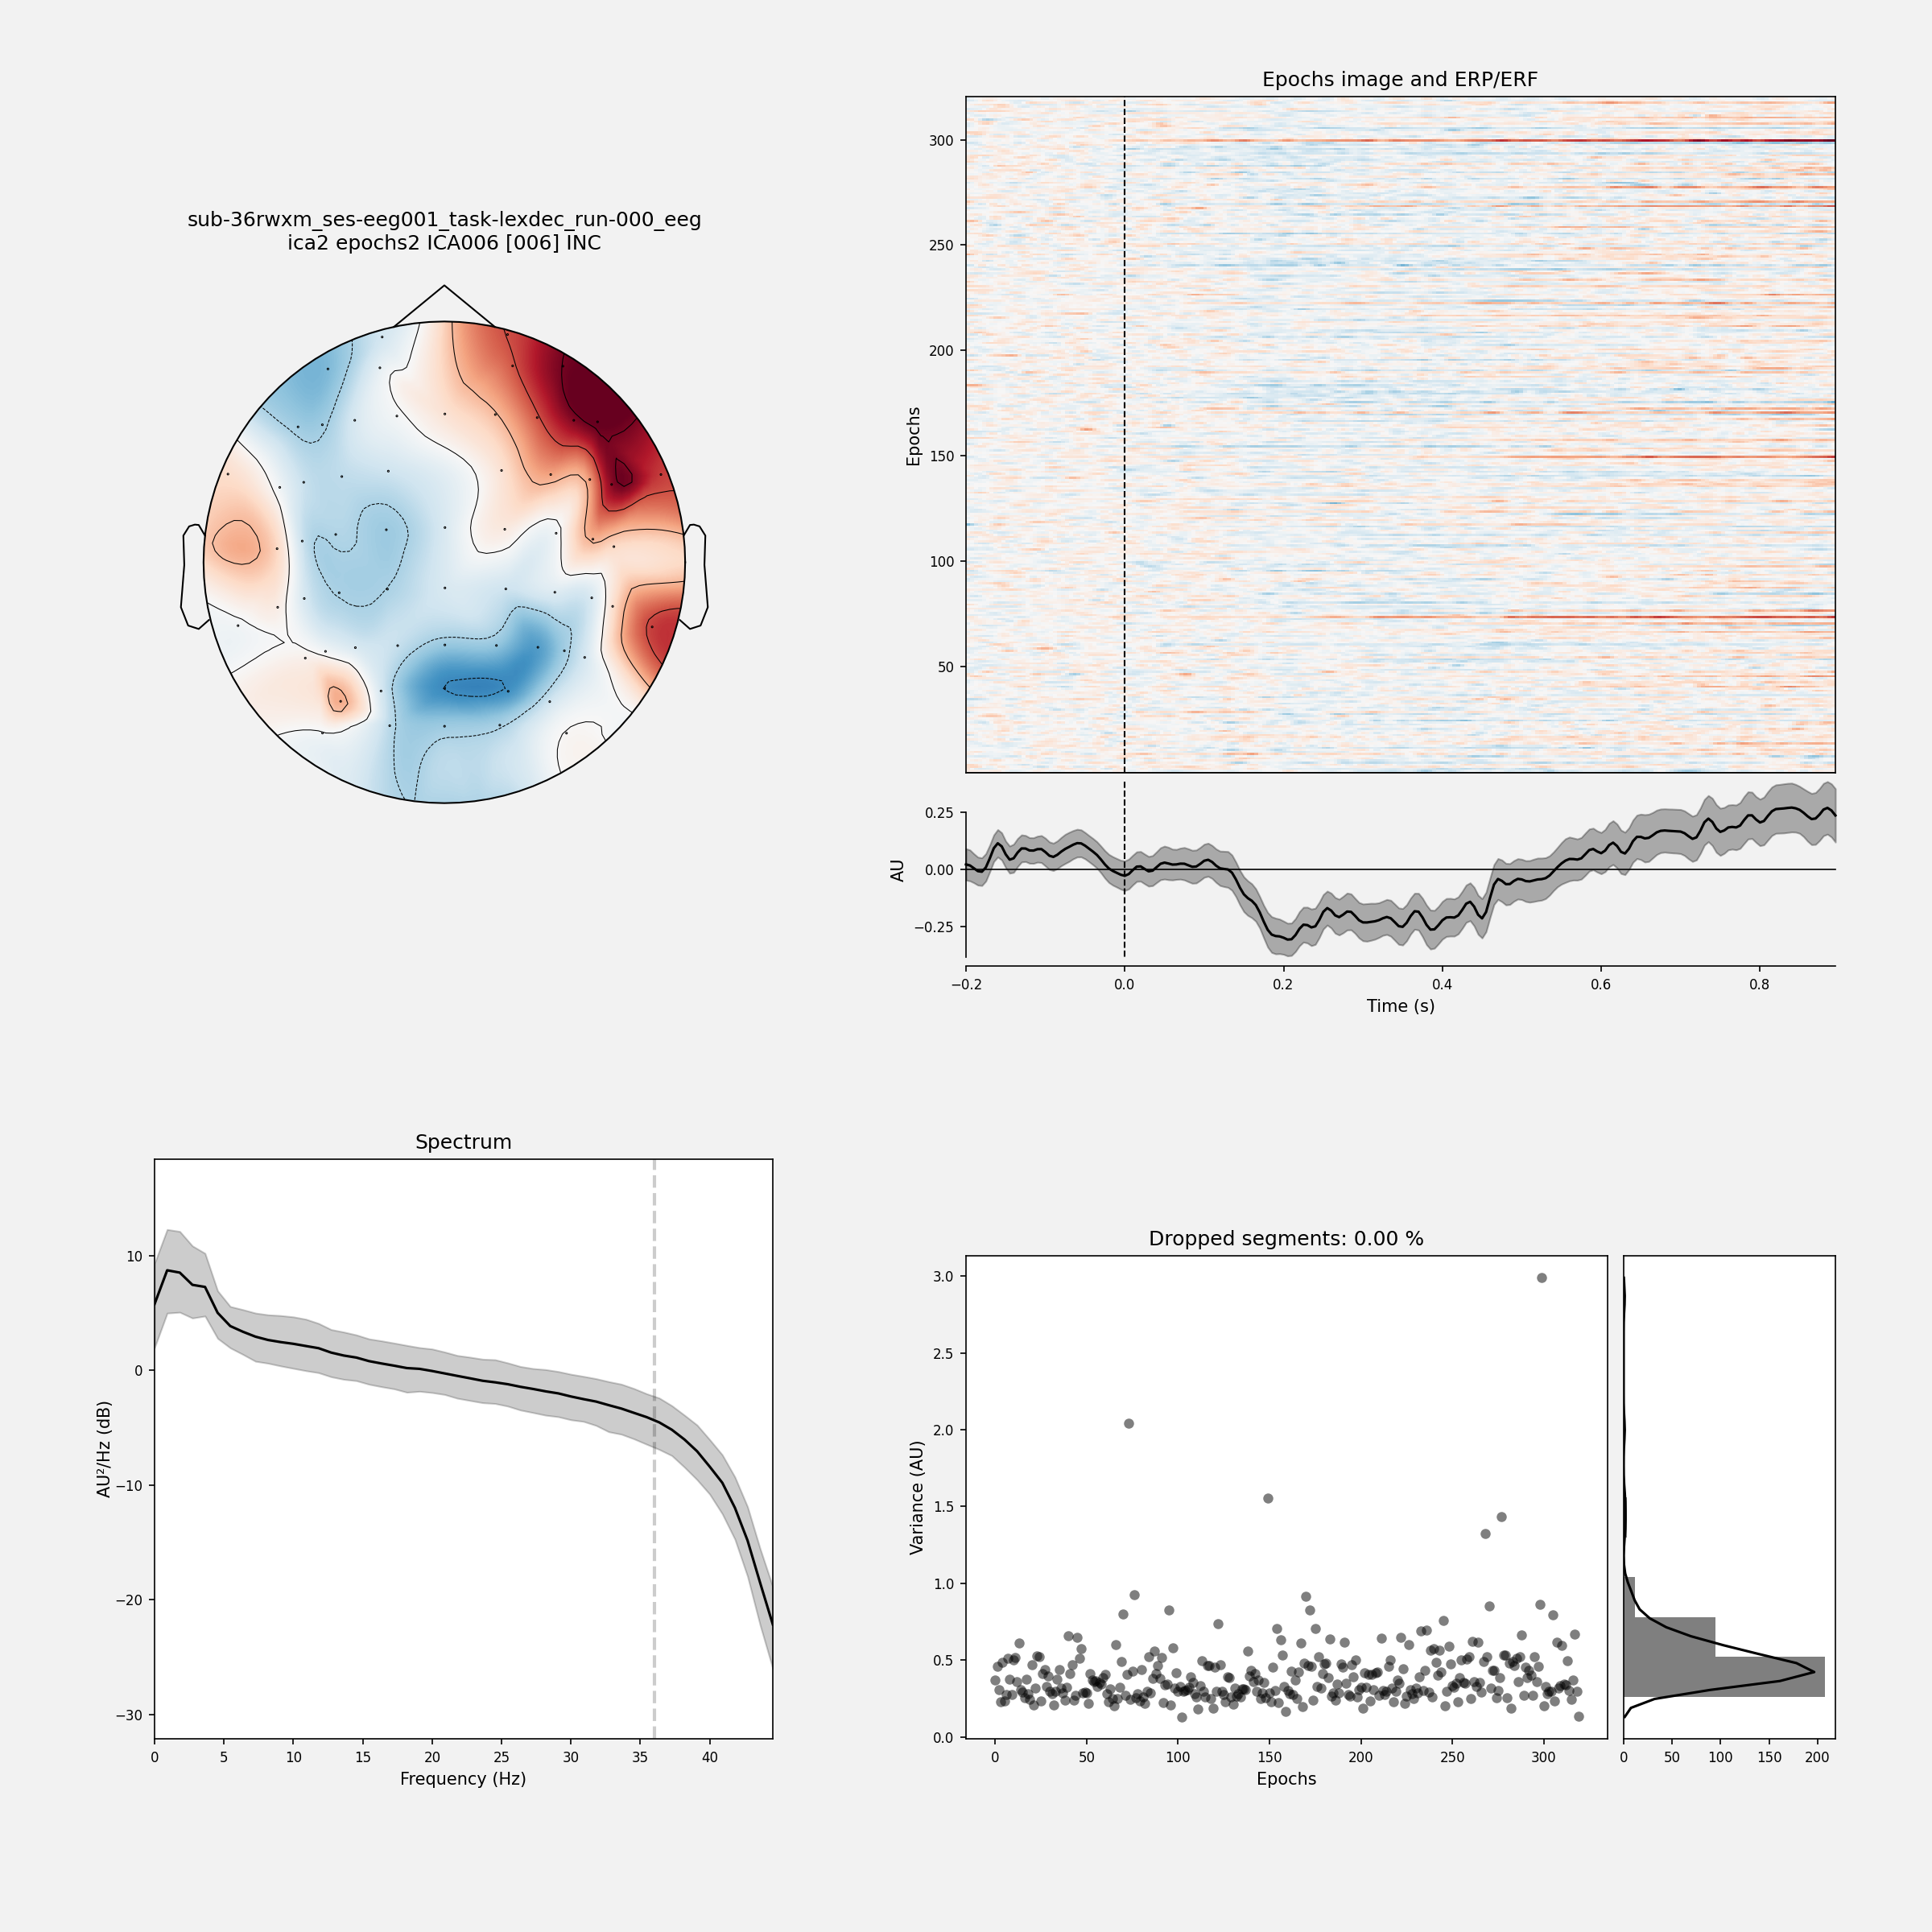 sub-36rwxm_ses-eeg001_task-lexdec_run-000_eeg
ica2 epochs2 ICA006 [006] INC
Epochs image and ERP/ERF
300
250
200
150
100
50
Epochs
0.25
0.00
−0.25
AU
−0.2 0.0 0.2 0.4 0.6 0.8
Time (s)
Spectrum
10
0
−10
−20
−30
AU²/Hz (dB)
0 5 10 15 20 25 30 35 40
Frequency (Hz)
Dropped segments: 0.00 %
3.0
2.5
2.0
1.5
1.0
0.5
0.0
Variance (AU)
0 50 100 150 200 250 300
Epochs
0 50 100 150 200